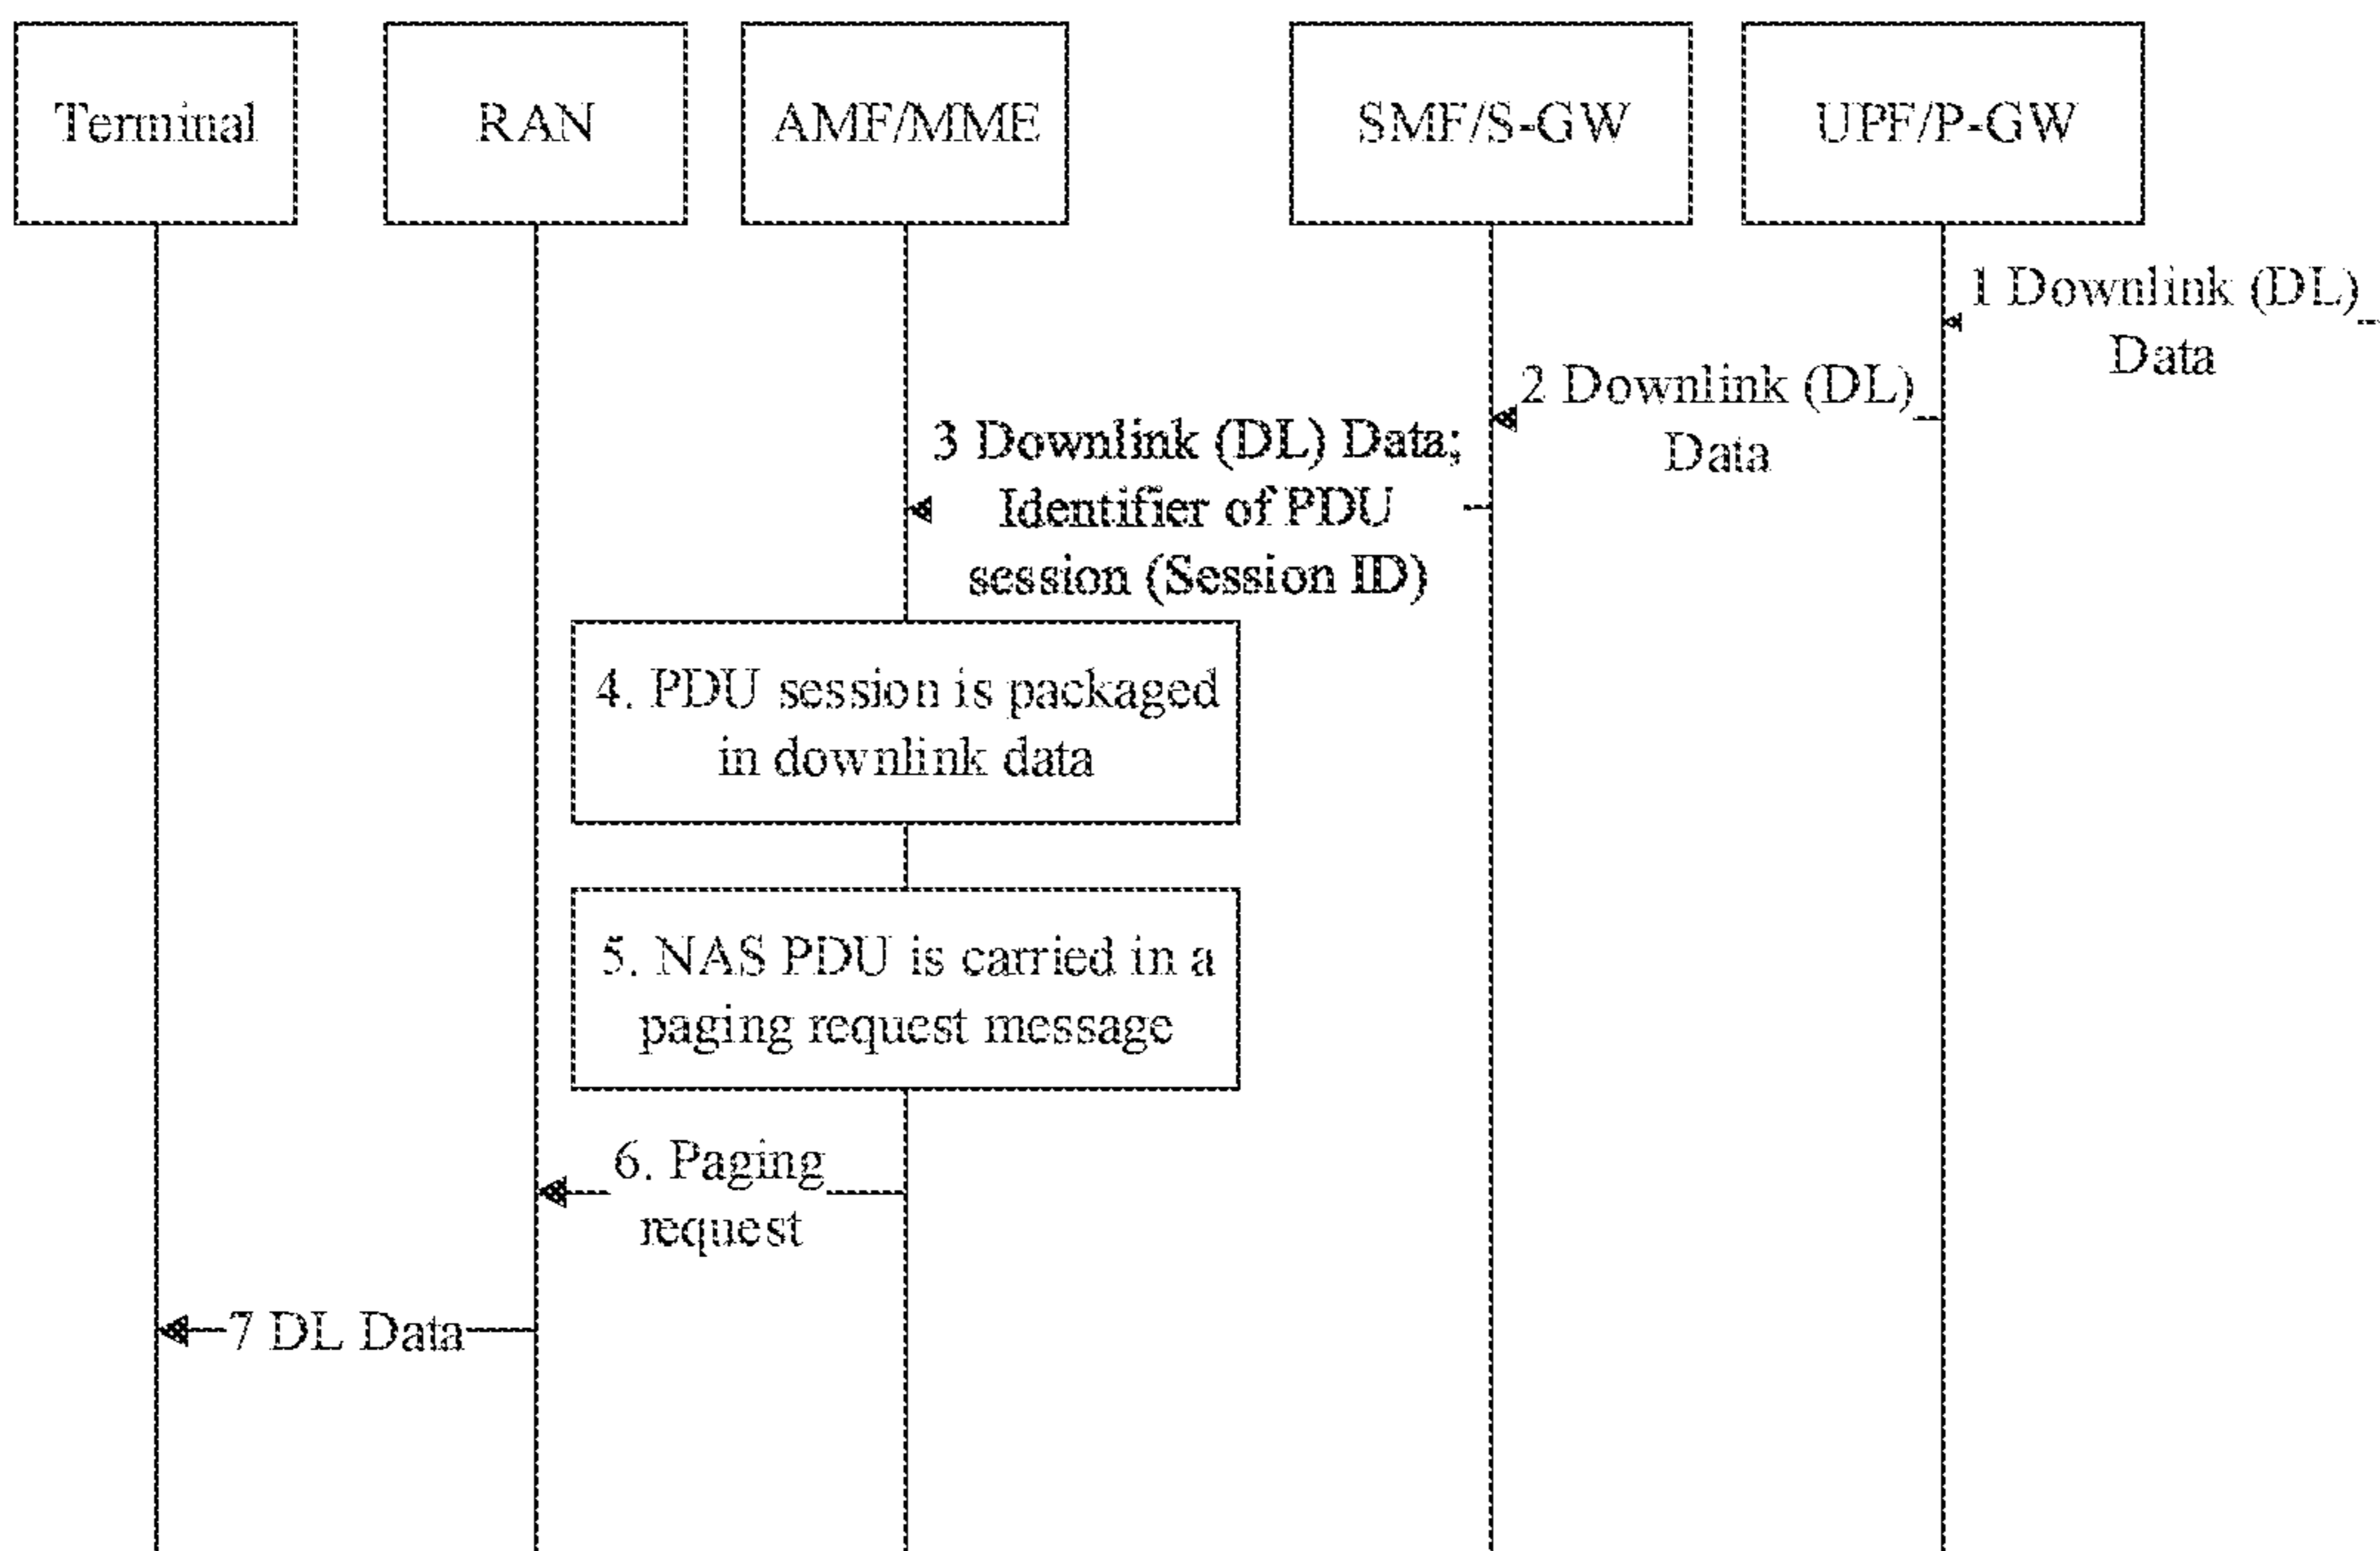 Terminal
RAN
AMF/MME
SMF/S-GW
UPF/P-GW
1 Downlink (DL)
Data
2 Downlink (DL)
Data
3 Downlink (DL) Data;
Identifier of PDU
session (Session ID)
4. PDU session is packaged
in downlink data
5. NAS PDU is carried in a
paging request message
6. Paging
request
7 DL Data